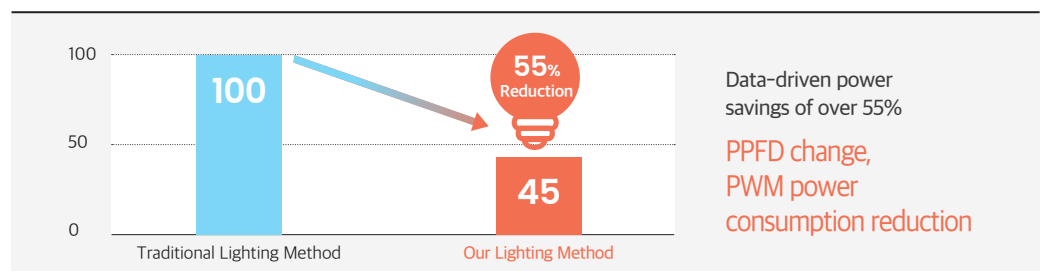 100
50
0
100
55%
Reduction
45
Traditional Lighting Method
Our Lighting Method
Data-driven power
savings of over 55%
PPFD change,
PWM power
consumption reduction